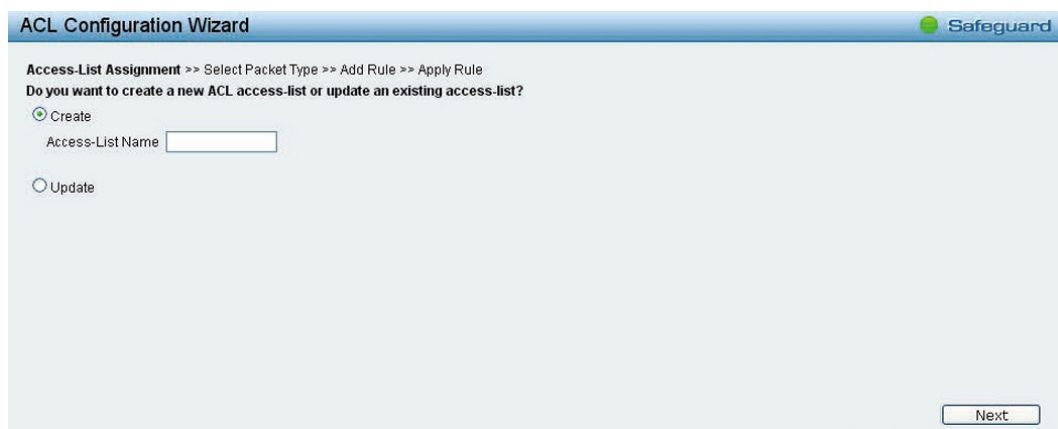 ACL Configuration Wizard
Safeguard
Access-List Assignment >> Select Packet Type >> Add Rule >> Apply Rule
Do you want to create a new ACL access-list or update an existing access-list?
Create
Access-List Name
Update
Next